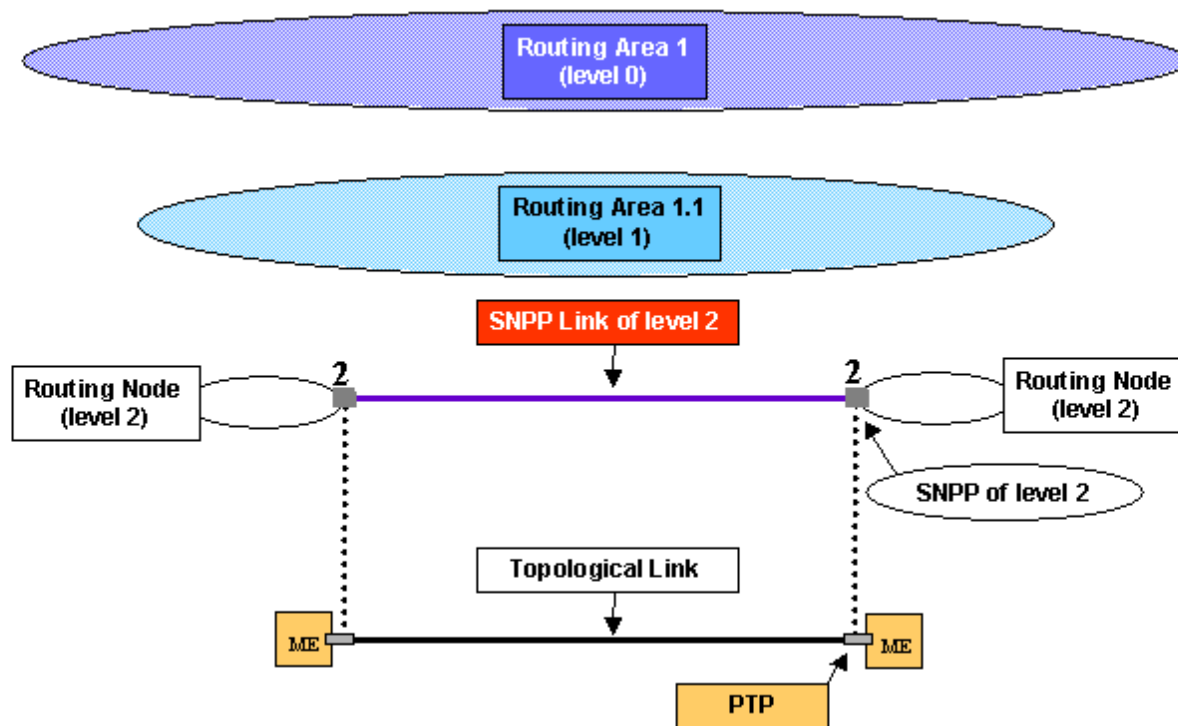 Routing Area 1
(level 0)
Routing Area 1.1
(level 1)
SNPP Link of level 2
2
2
Routing Node
(level 2)
Routing Node
(level 2)
SNPP of level 2
Topological Link
ME
ME
PTP